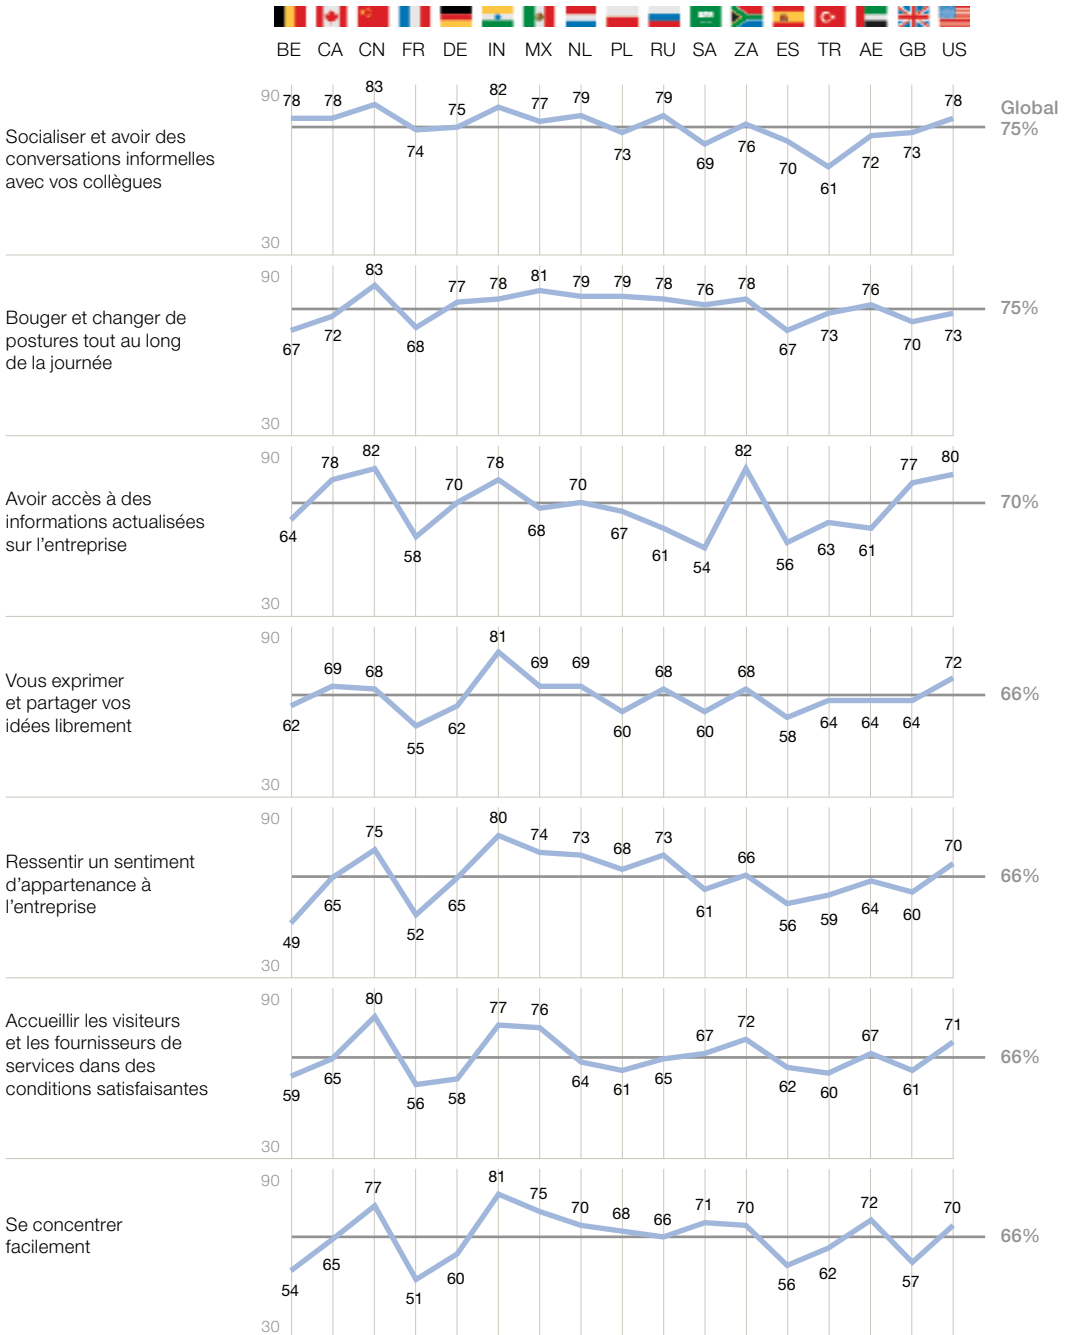 BE CA CN FR DE IN MX NL PL RU SA ZA ES TR AE GB US
Socialiser et avoir des
conversations informelles
avec vos collègues
90
30
78 78 83 74 75 82 77 79 73 79 69 76 70 61 72 73 78
Global
75%
Bouger et changer de
postures tout au long
de la journée
90
30
67 72 83 68 77 78 81 79 79 78 76 78 67 73 76 70 73
75%
Avoir accès à des
informations actualisées
sur l’entreprise
90
30
64 78 82 58 70 78 68 70 67 61 54 82 56 63 61 77 80
70%
Vous exprimer
et partager vos
idées librement
90
30
62 69 68 55 62 81 69 69 60 68 60 68 58 64 64 64 72
66%
Ressentir un sentiment
d’appartenance à
l’entreprise
90
30
49 65 75 52 65 80 74 73 68 73 61 66 56 59 64 60 70
66%
Accueillir les visiteurs
et les fournisseurs de
services dans des
conditions satisfaisantes
90
30
59 65 80 56 58 77 76 64 61 65 67 72 62 60 67 61 71
66%
Se concentrer
facilement
90
30
54 65 77 51 60 81 75 70 68 66 71 70 56 62 72 57 70
66%